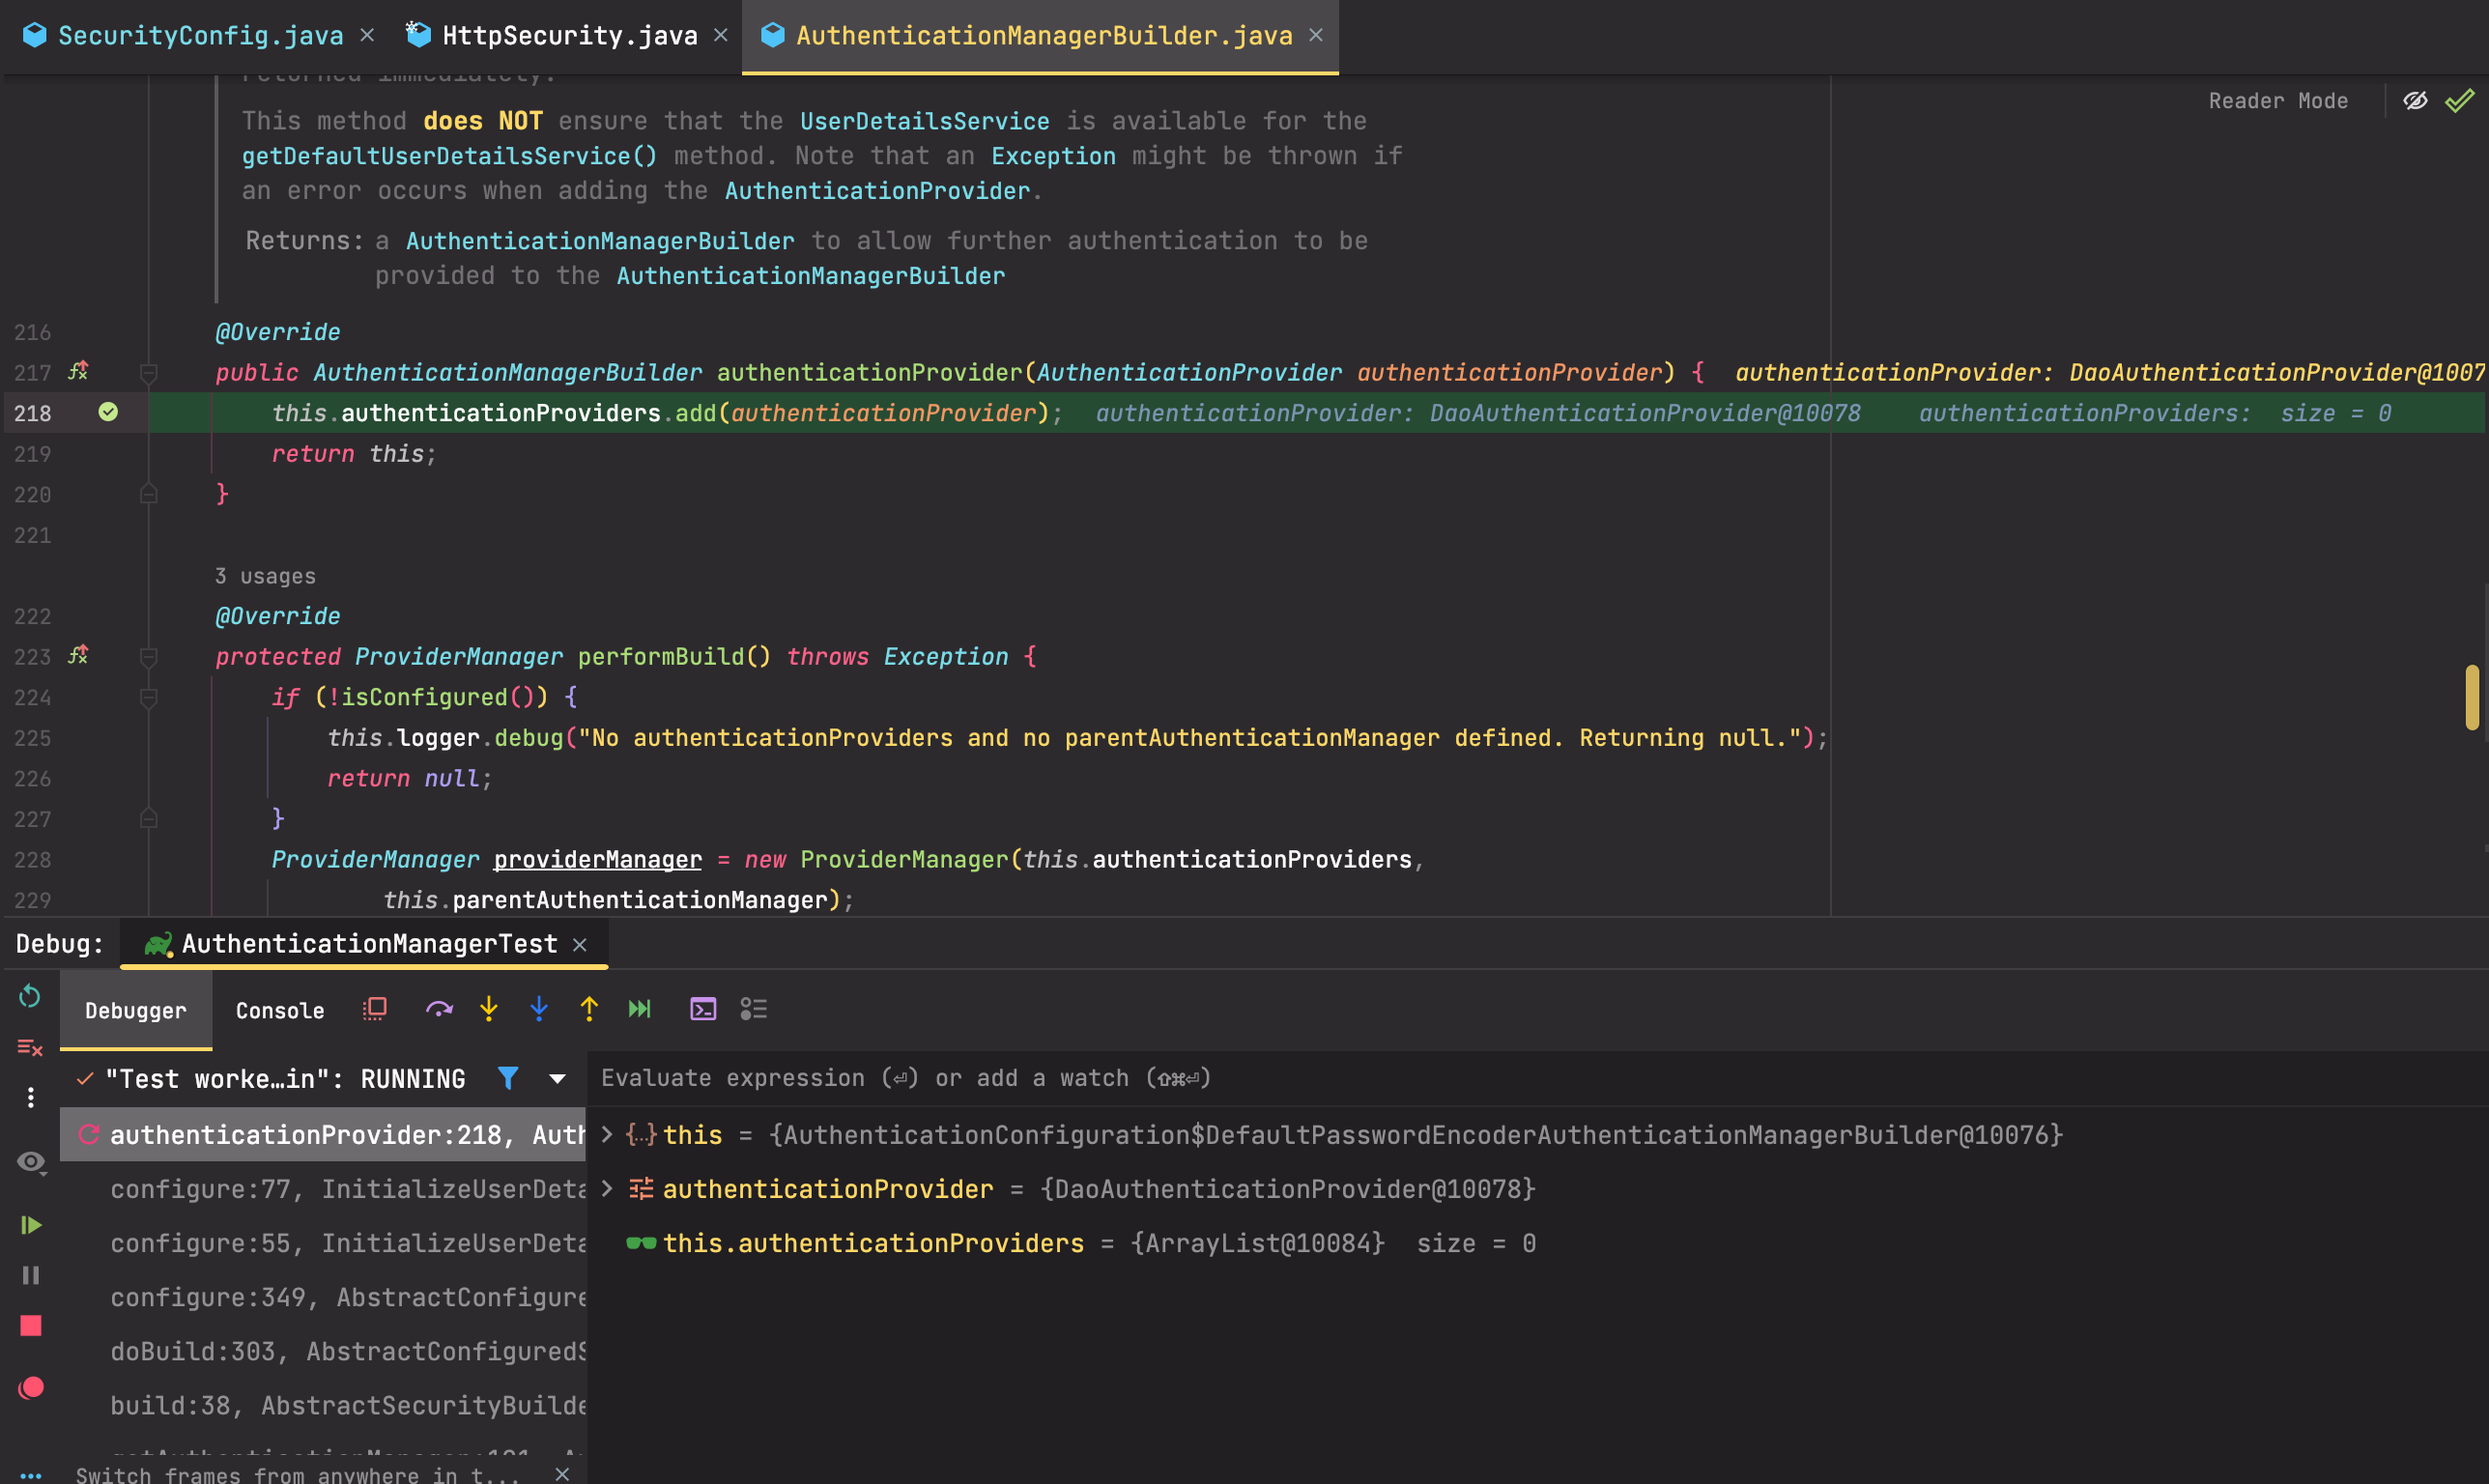 SecurityConfig.java × HttpSecurity.java × AuthenticationManagerBuilder.java ×
returned immediately.
Reader Mode
This method does NOT ensure that the UserDetailsService is available for the
getDefaultUserDetailsService() method. Note that an Exception might be thrown if
an error occurs when adding the AuthenticationProvider.
Returns: a AuthenticationManagerBuilder to allow further authentication to be
provided to the AuthenticationManagerBuilder
216 @Override
217 public AuthenticationManagerBuilder authenticationProvider(AuthenticationProvider authenticationProvider) { authenticationProvider: DaoAuthenticationProvider@1007
218 this.authenticationProviders.add(authenticationProvider); authenticationProvider: DaoAuthenticationProvider@10078 authenticationProviders: size = 0
219 return this;
220 }
221
3 usages
222 @Override
223 protected ProviderManager performBuild() throws Exception {
224 if (!isConfigured()) {
225 this.logger.debug("No authenticationProviders and no parentAuthenticationManager defined. Returning null.");
226 return null;
227 }
228 ProviderManager providerManager = new ProviderManager(this.authenticationProviders,
229 this.parentAuthenticationManager);
Debug: AuthenticationManagerTest ×
Debugger Console
"Test worke…in": RUNNING
Evaluate expression (⏎) or add a watch (⇧⌘⏎)
authenticationProvider:218, Auth
this = {AuthenticationConfiguration$DefaultPasswordEncoderAuthenticationManagerBuilder@10076}
configure:77, InitializeUserDeta
authenticationProvider = {DaoAuthenticationProvider@10078}
configure:55, InitializeUserDeta
this.authenticationProviders = {ArrayList@10084} size = 0
configure:349, AbstractConfigure
doBuild:303, AbstractConfiguredS
build:38, AbstractSecurityBuilde
Switch frames from anywhere in t... ×